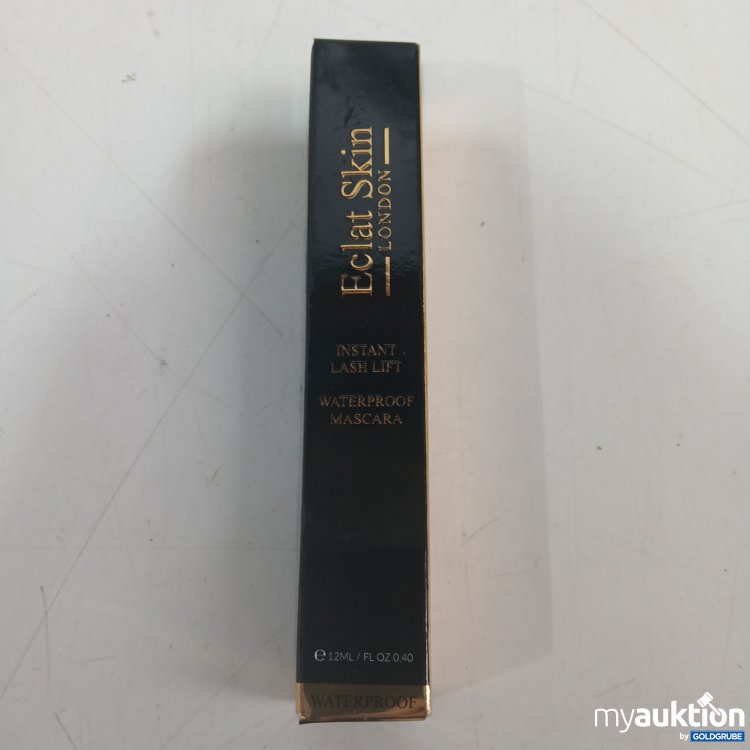 Eclat Skin
LONDON
INSTANT
LASH LIFT
WATERPROOF
MASCARA
℮ 12ML / FL OZ 0.40
WATERPROOF
myauktion
by GOLDGRUBE